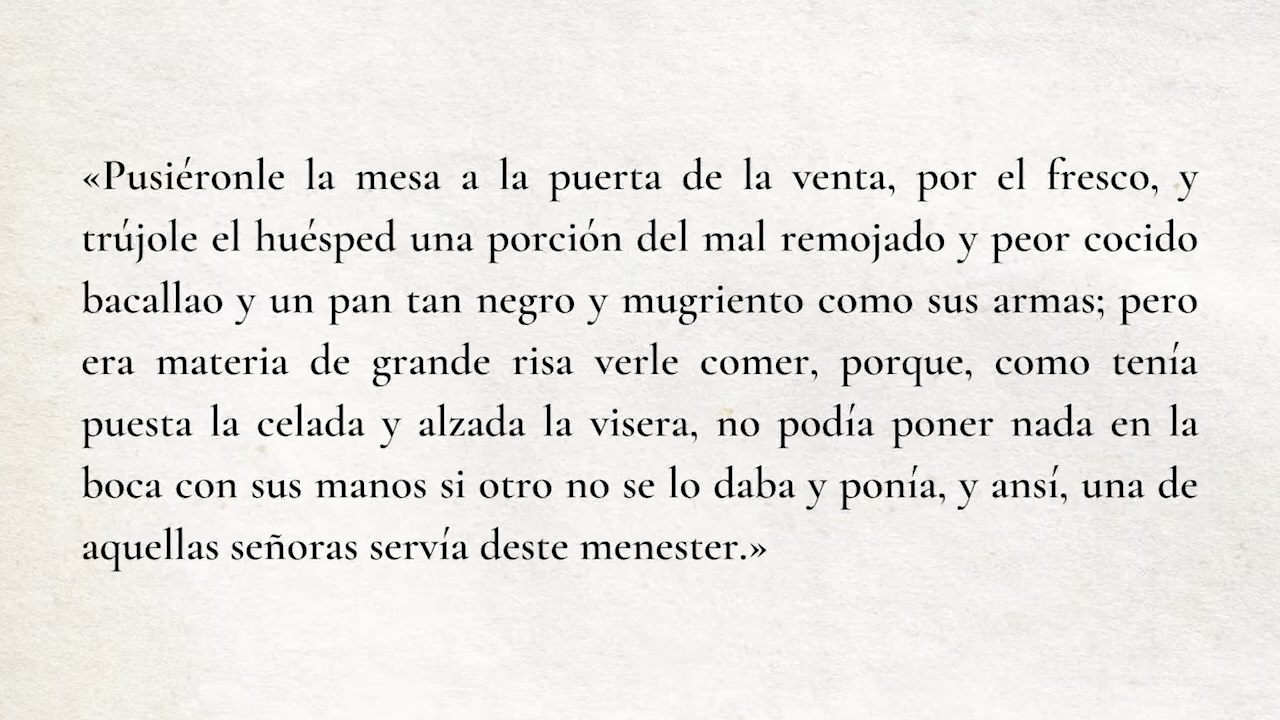 «Pusiéronle la mesa a la puerta de la venta, por el fresco, y
trújole el huésped una porción del mal remojado y peor cocido
bacallao y un pan tan negro y mugriento como sus armas; pero
era materia de grande risa verle comer, porque, como tenía
puesta la celada y alzada la visera, no podía poner nada en la
boca con sus manos si otro no se lo daba y ponía, y ansí, una de
aquellas señoras servía deste menester.»